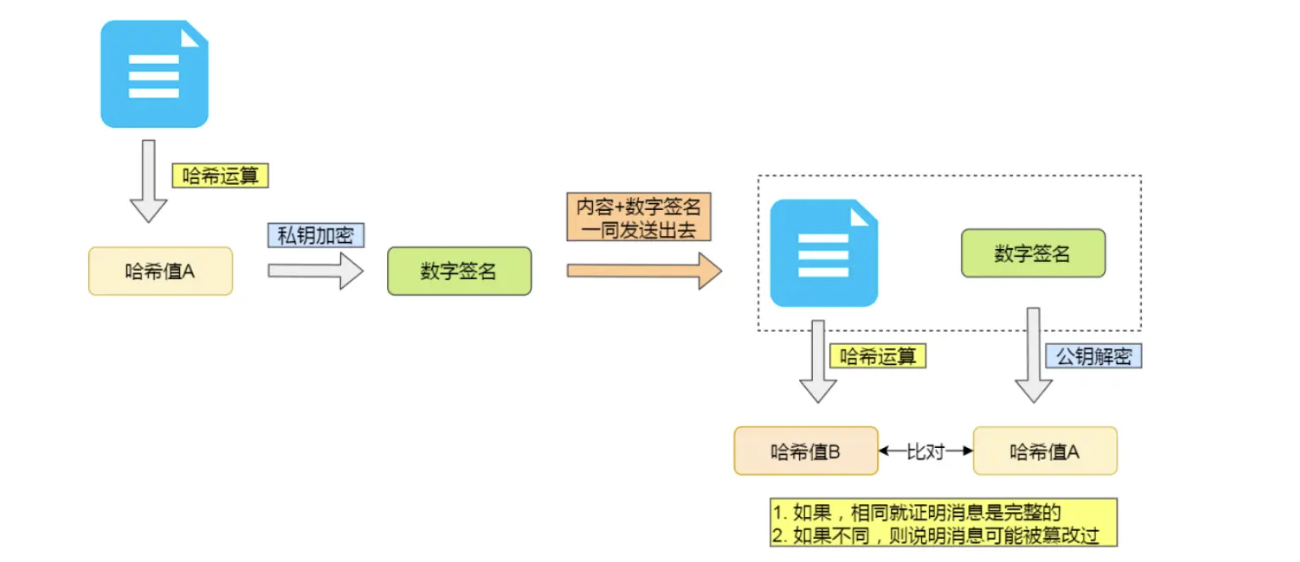 哈希运算
私钥加密
哈希值A
数字签名
内容+数字签名
一同发送出去
数字签名
哈希运算
公钥解密
哈希值B
比对
哈希值A
1. 如果，相同就证明消息是完整的
2. 如果不同，则说明消息可能被篡改过